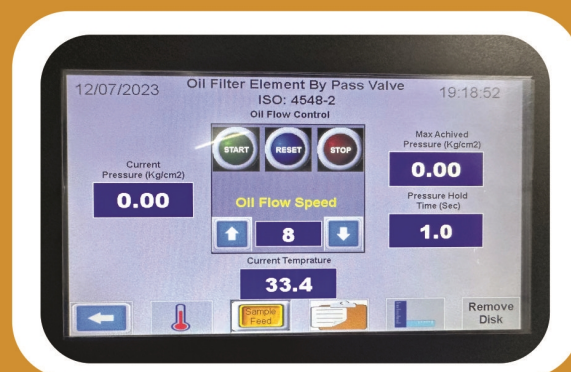 12/07/2023
Oil Filter Element By Pass Valve
19:18:52
ISO: 4548-2
Oil Flow Control
START
RESET
STOP
Current
Pressure (Kg/cm2)
0.00
Max Achived
Pressure (Kg/cm2)
0.00
Oil Flow Speed
8
Pressure Hold
Time (Sec)
1.0
Current Temprature
33.4
Sample
Feed
Remove
Disk